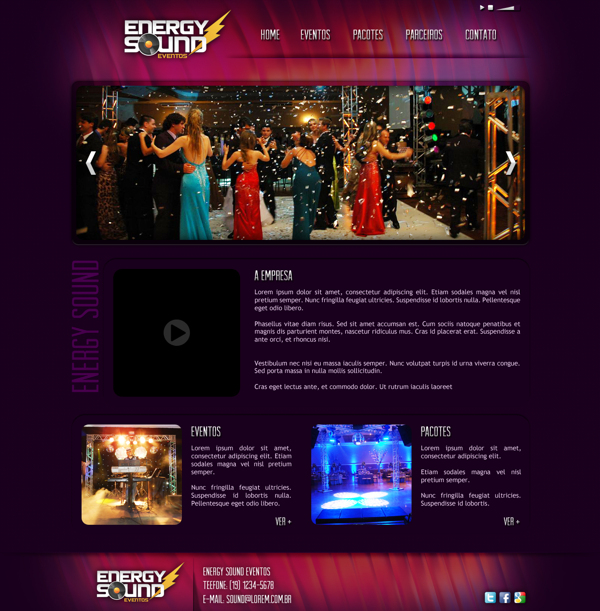 ENERGY
SOUND
EVENTOS
HOME EVENTOS PACOTES PARCEIROS CONTATO
ENERGY SOUND
A EMPRESA
Lorem ipsum dolor sit amet, consectetur adipiscing elit. Etiam sodales magna vel nisl
pretium semper. Nunc fringilla feugiat ultricies. Suspendisse id lobortis nulla. Pellentesque
eget odio libero.
Phasellus vitae diam risus. Sed sit amet accumsan est. Cum sociis natoque penatibus et
magnis dis parturient montes, nascetur ridiculus mus. Cras id placerat erat. Suspendisse a
ante orci, et rhoncus nisi.
Vestibulum nec nisi eu massa iaculis semper. Nunc volutpat turpis id urna viverra congue.
Sed porta massa in nulla mollis sollicitudin.
Cras eget lectus ante, et commodo dolor. Ut rutrum iaculis laoreet
EVENTOS
Lorem ipsum dolor sit amet,
consectetur adipiscing elit. Etiam
sodales magna vel nisl pretium
semper.
Nunc fringilla feugiat ultricies.
Suspendisse id lobortis nulla.
Pellentesque eget odio libero.
VER +
PACOTES
Lorem ipsum dolor sit amet,
consectetur adipiscing elit.
Etiam sodales magna vel nisl
pretium semper.
Nunc fringilla feugiat ultricies.
Suspendisse id lobortis.
VER +
ENERGY
SOUND
EVENTOS
ENERGY SOUND EVENTOS
TEEFONE: (19) 1234-5678
E-MAIL: SOUND@LOREM.COM.BR